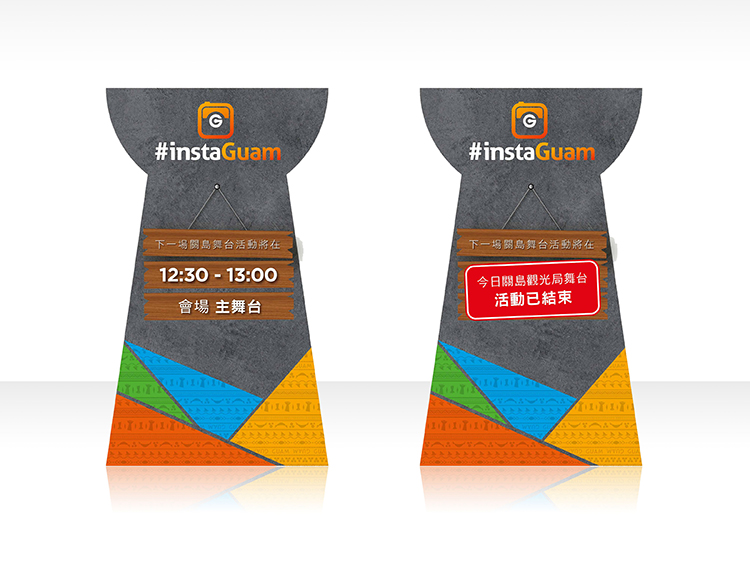 G
#instaGuam
下一場關島舞台活動將在
12:30 - 13:00
會場 主舞台
G
#instaGuam
下一場關島舞台活動將在
今日關島觀光局舞台
活動已結束